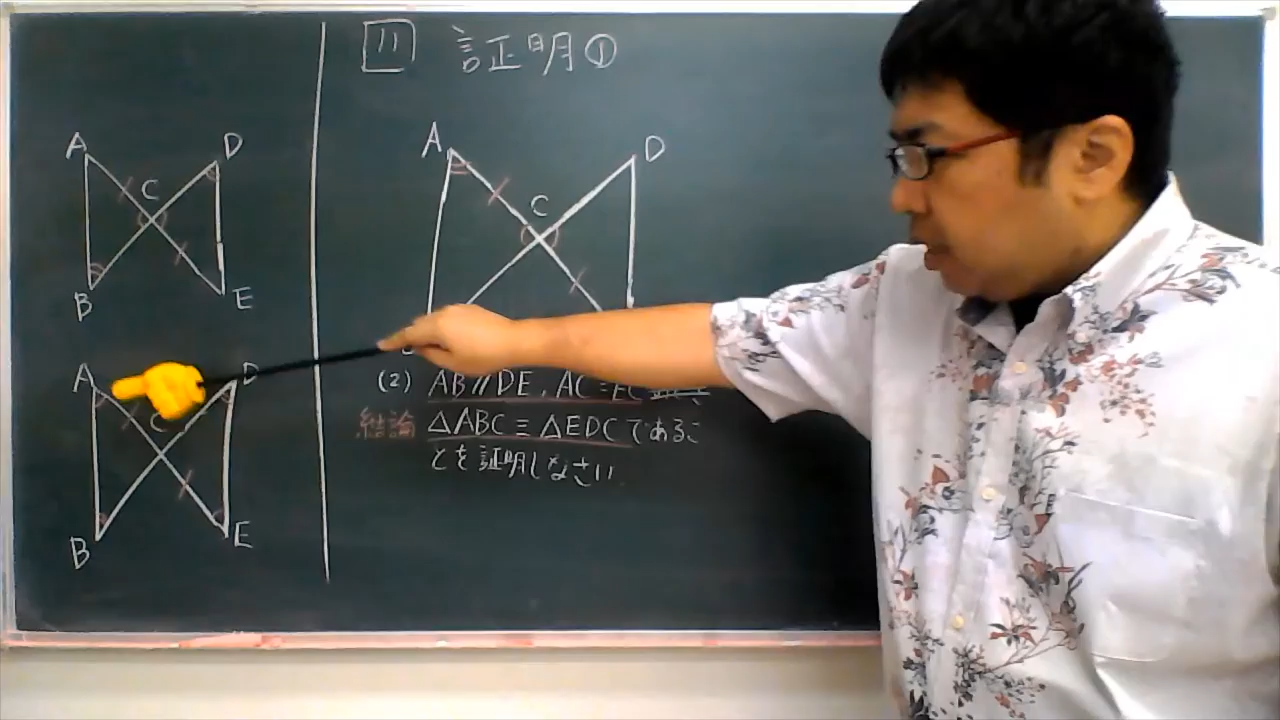 11 証明①
A
D
C
B
E
A
D
C
A
D
C
B
E
(2) AB∥DE, AC=EC
結論 △ABC≡△EDCであるこ
とを証明しなさい.